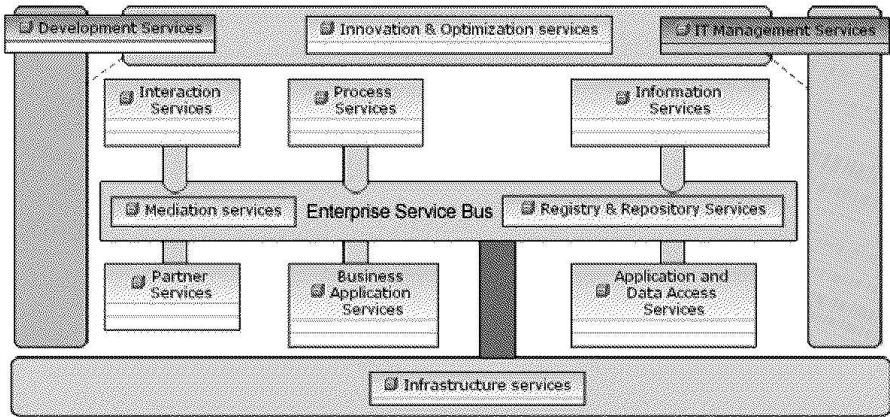 Development Services
Innovation & Optimization services
IT Management Services
Interaction
Services
Process
Services
Information
Services
Mediation services
Enterprise Service Bus
Registry & Repository Services
Partner
Services
Business
Application
Services
Application and
Data Access
Services
Infrastructure services